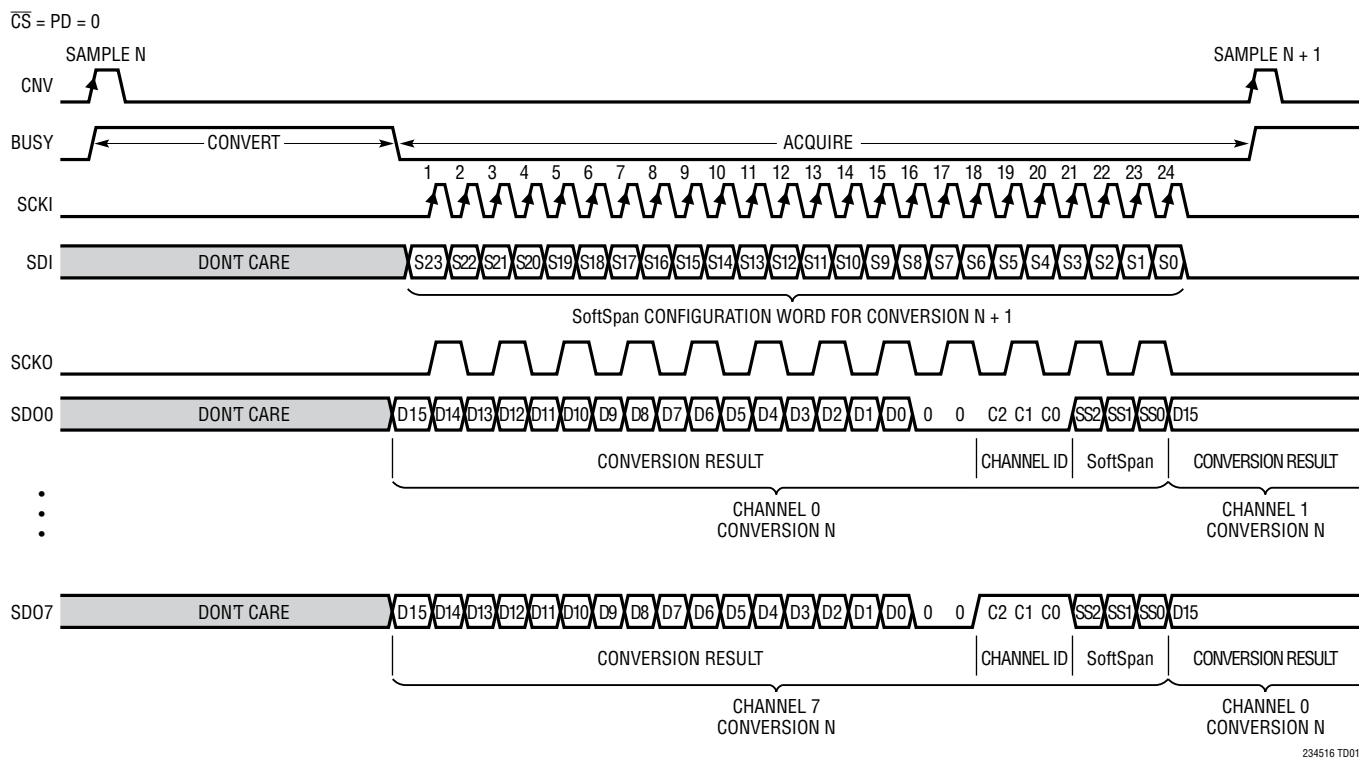 CS = PD = 0
SAMPLE N SAMPLE N + 1
CNV
BUSY CONVERT ACQUIRE
1 2 3 4 5 6 7 8 9 10 11 12 13 14 15 16 17 18 19 20 21 22 23 24
SCKI
SDI DON'T CARE S23 S22 S21 S20 S19 S18 S17 S16 S15 S14 S13 S12 S11 S10 S9 S8 S7 S6 S5 S4 S3 S2 S1 S0
SoftSpan CONFIGURATION WORD FOR CONVERSION N + 1
SCKO
SDO0 DON'T CARE D15 D14 D13 D12 D11 D10 D9 D8 D7 D6 D5 D4 D3 D2 D1 D0 0 0 C2 C1 C0 SS2 SS1 SS0 D15
CONVERSION RESULT CHANNEL ID SoftSpan CONVERSION RESULT
CHANNEL 0 CHANNEL 1
CONVERSION N CONVERSION N
SDO7 DON'T CARE D15 D14 D13 D12 D11 D10 D9 D8 D7 D6 D5 D4 D3 D2 D1 D0 0 0 C2 C1 C0 SS2 SS1 SS0 D15
CONVERSION RESULT CHANNEL ID SoftSpan CONVERSION RESULT
CHANNEL 7 CHANNEL 0
CONVERSION N CONVERSION N
234516 TD01